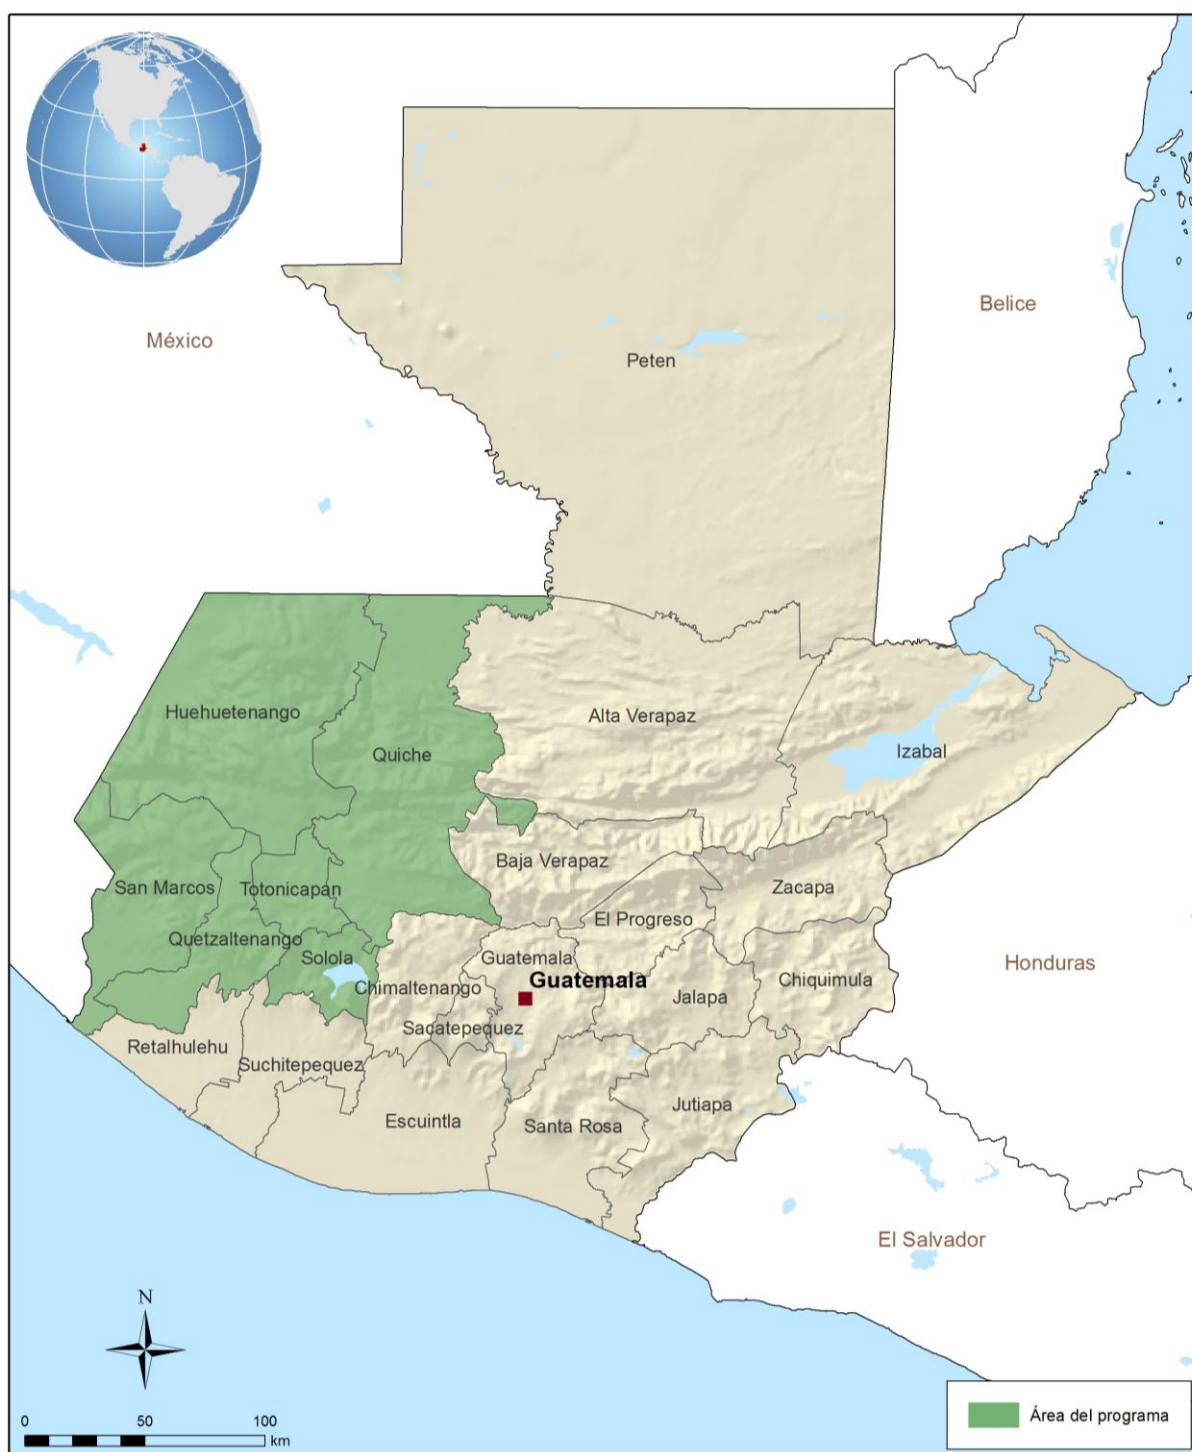 México
Belice
Peten
Huehuetenango
Quiche
Alta Verapaz
Izabal
Baja Verapaz
San Marcos
Totonicapán
Zacapa
El Progreso
Quetzaltenango
Solola
Guatemala
Guatemala
Chimaltenango
Honduras
Chiquimula
Jalapa
Sacatepequez
Retalhulehu
Suchitepequez
Escuintla
Santa Rosa
Jutiapa
El Salvador
N
0 50 100
km
Área del programa